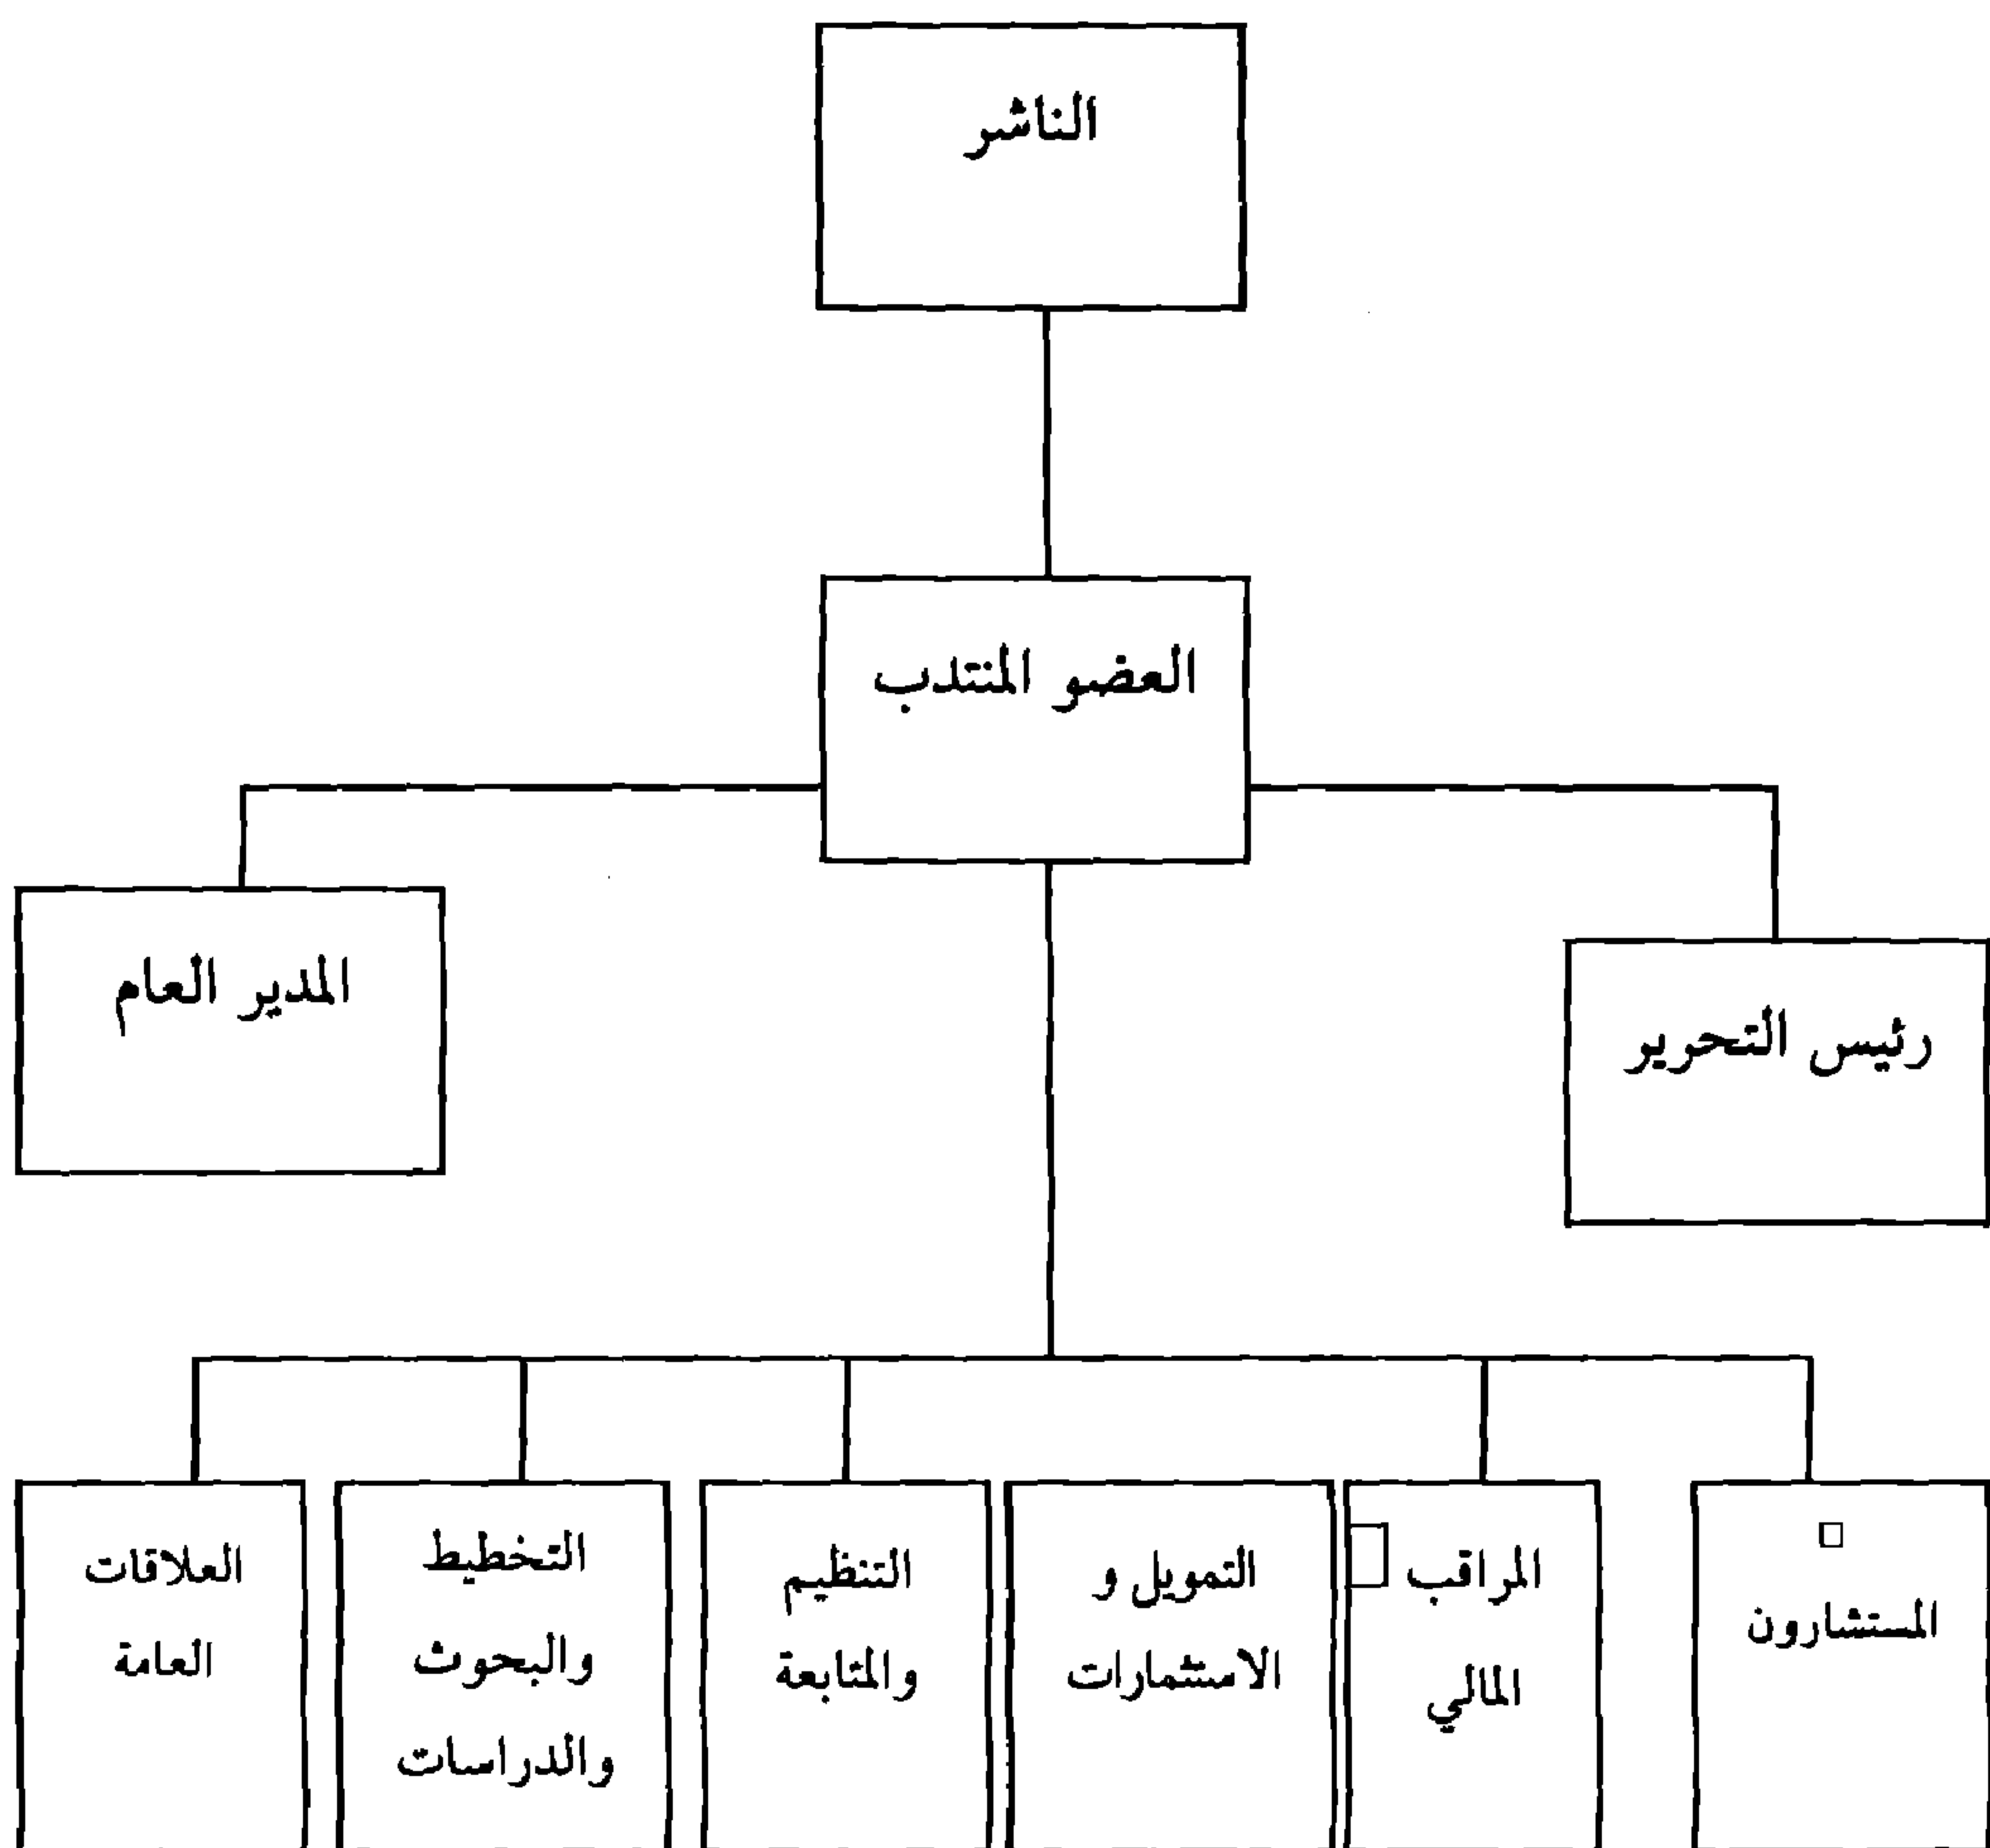 الناشر
العضو المنتدب
رئيس التحرير
المدير العام
المستشارون
المراقب
المالي
التمويل و
الاستثمارات
التنظيم
والمتابعة
التخطيط
والبحوث
والدراسات
العلاقات
العامة